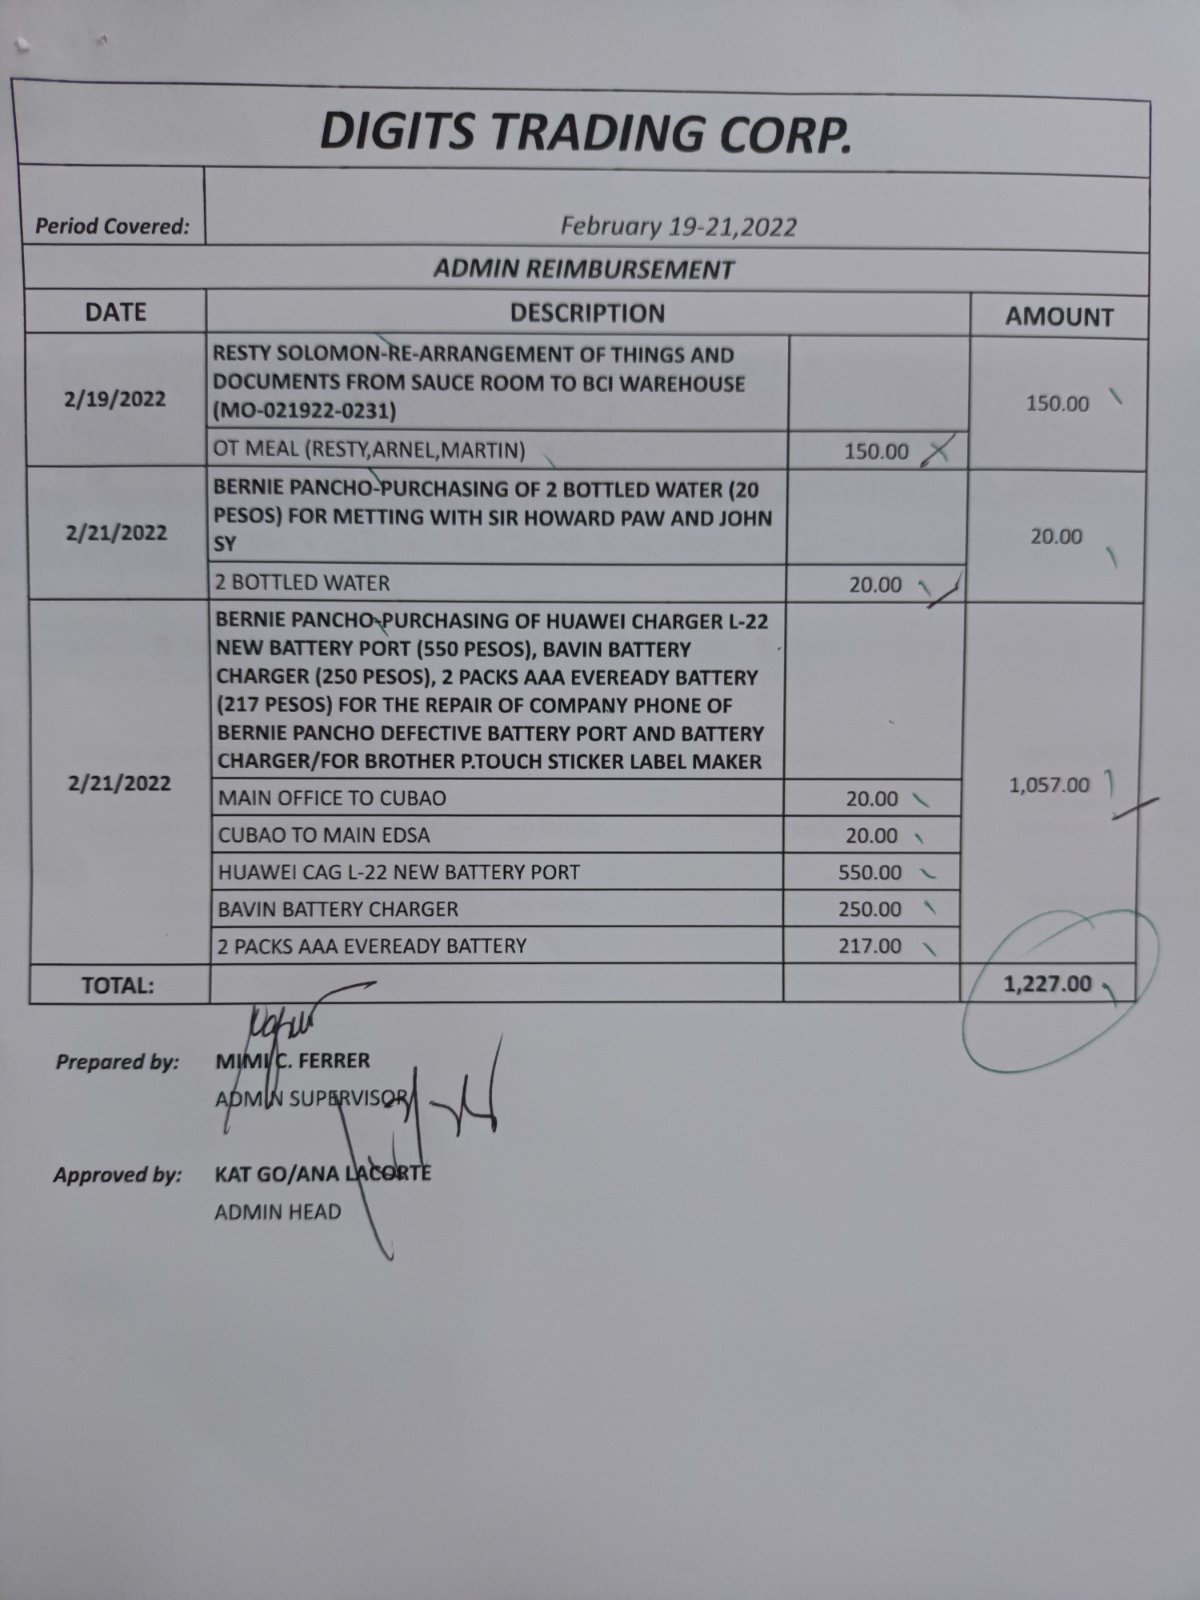 DIGITS TRADING CORP.
Period Covered: February 19-21,2022
ADMIN REIMBURSEMENT
DATE DESCRIPTION AMOUNT
RESTY SOLOMON-RE-ARRANGEMENT OF THINGS AND
DOCUMENTS FROM SAUCE ROOM TO BCI WAREHOUSE
(MO-021922-0231)
2/19/2022 150.00
OT MEAL (RESTY,ARNEL,MARTIN) 150.00
BERNIE PANCHO-PURCHASING OF 2 BOTTLED WATER (20
PESOS) FOR METTING WITH SIR HOWARD PAW AND JOHN
SY
2/21/2022 20.00
2 BOTTLED WATER 20.00
BERNIE PANCHO-PURCHASING OF HUAWEI CHARGER L-22
NEW BATTERY PORT (550 PESOS), BAVIN BATTERY
CHARGER (250 PESOS), 2 PACKS AAA EVEREADY BATTERY
(217 PESOS) FOR THE REPAIR OF COMPANY PHONE OF
BERNIE PANCHO DEFECTIVE BATTERY PORT AND BATTERY
CHARGER/FOR BROTHER P.TOUCH STICKER LABEL MAKER
2/21/2022 1,057.00
MAIN OFFICE TO CUBAO 20.00
CUBAO TO MAIN EDSA 20.00
HUAWEI CAG L-22 NEW BATTERY PORT 550.00
BAVIN BATTERY CHARGER 250.00
2 PACKS AAA EVEREADY BATTERY 217.00
TOTAL: 1,227.00
Prepared by: MIMI C. FERRER
ADMIN SUPERVISOR
Approved by: KAT GO/ANA LACORTE
ADMIN HEAD